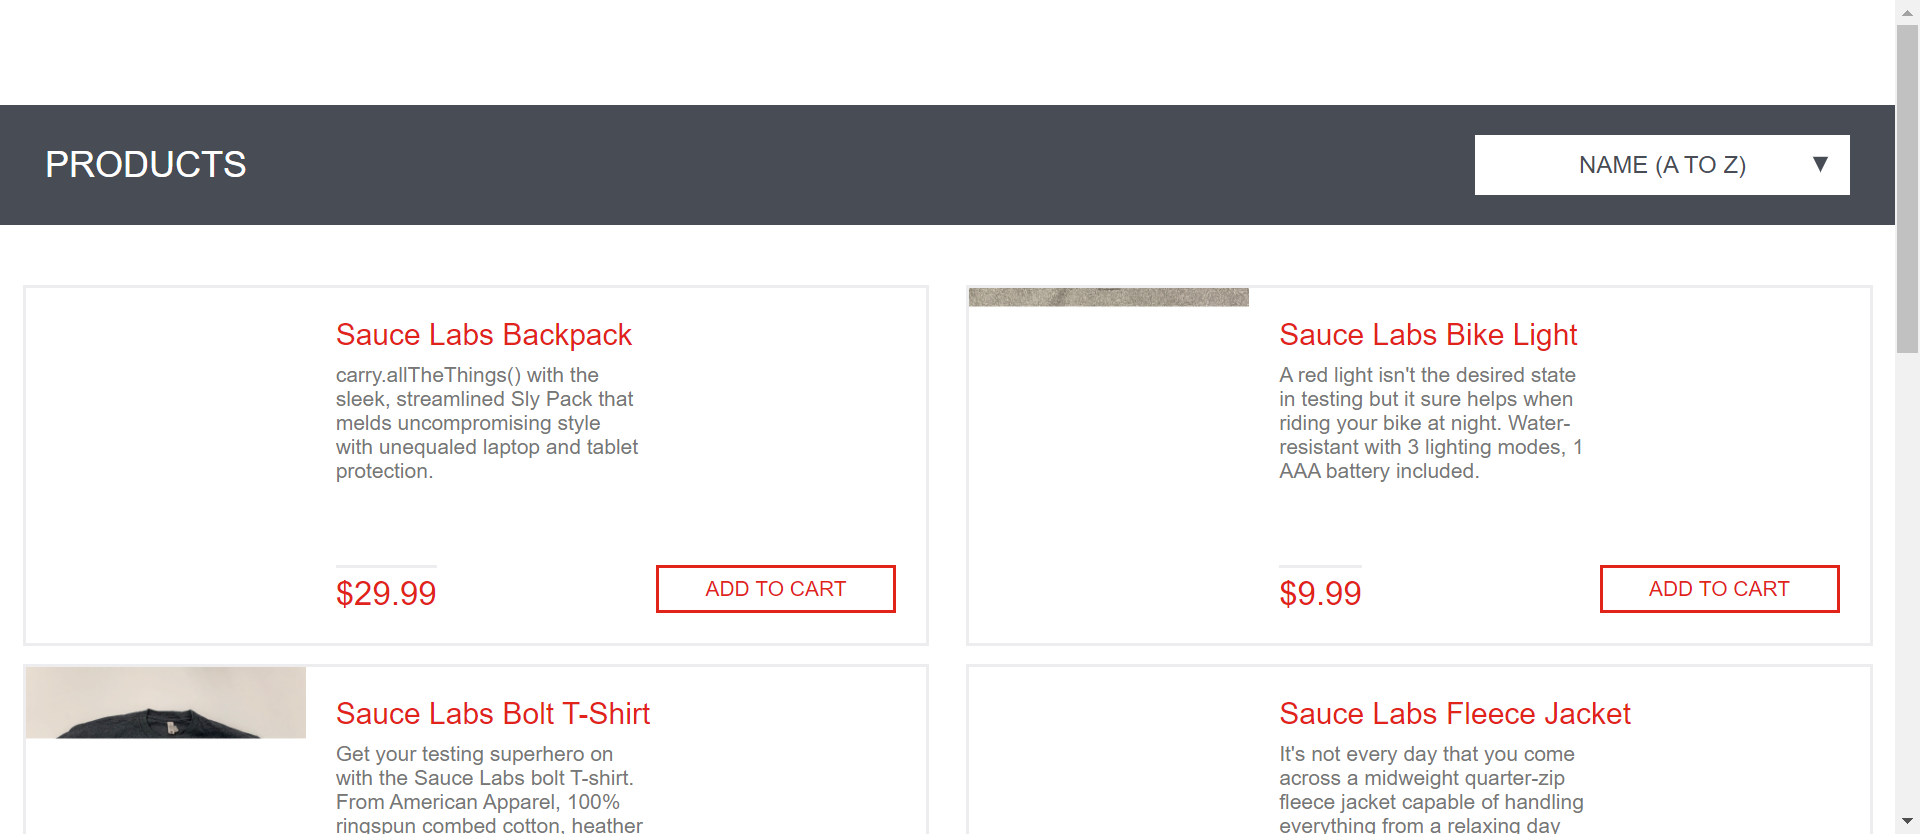 PRODUCTS
NAME (A TO Z)
Sauce Labs Backpack
carry.allTheThings() with the
sleek, streamlined Sly Pack that
melds uncompromising style
with unequaled laptop and tablet
protection.
$29.99
ADD TO CART
Sauce Labs Bike Light
A red light isn't the desired state
in testing but it sure helps when
riding your bike at night. Water-
resistant with 3 lighting modes, 1
AAA battery included.
$9.99
ADD TO CART
Sauce Labs Bolt T-Shirt
Get your testing superhero on
with the Sauce Labs bolt T-shirt.
From American Apparel, 100%
ringspun combed cotton, heather
Sauce Labs Fleece Jacket
It's not every day that you come
across a midweight quarter-zip
fleece jacket capable of handling
everything from a relaxing day